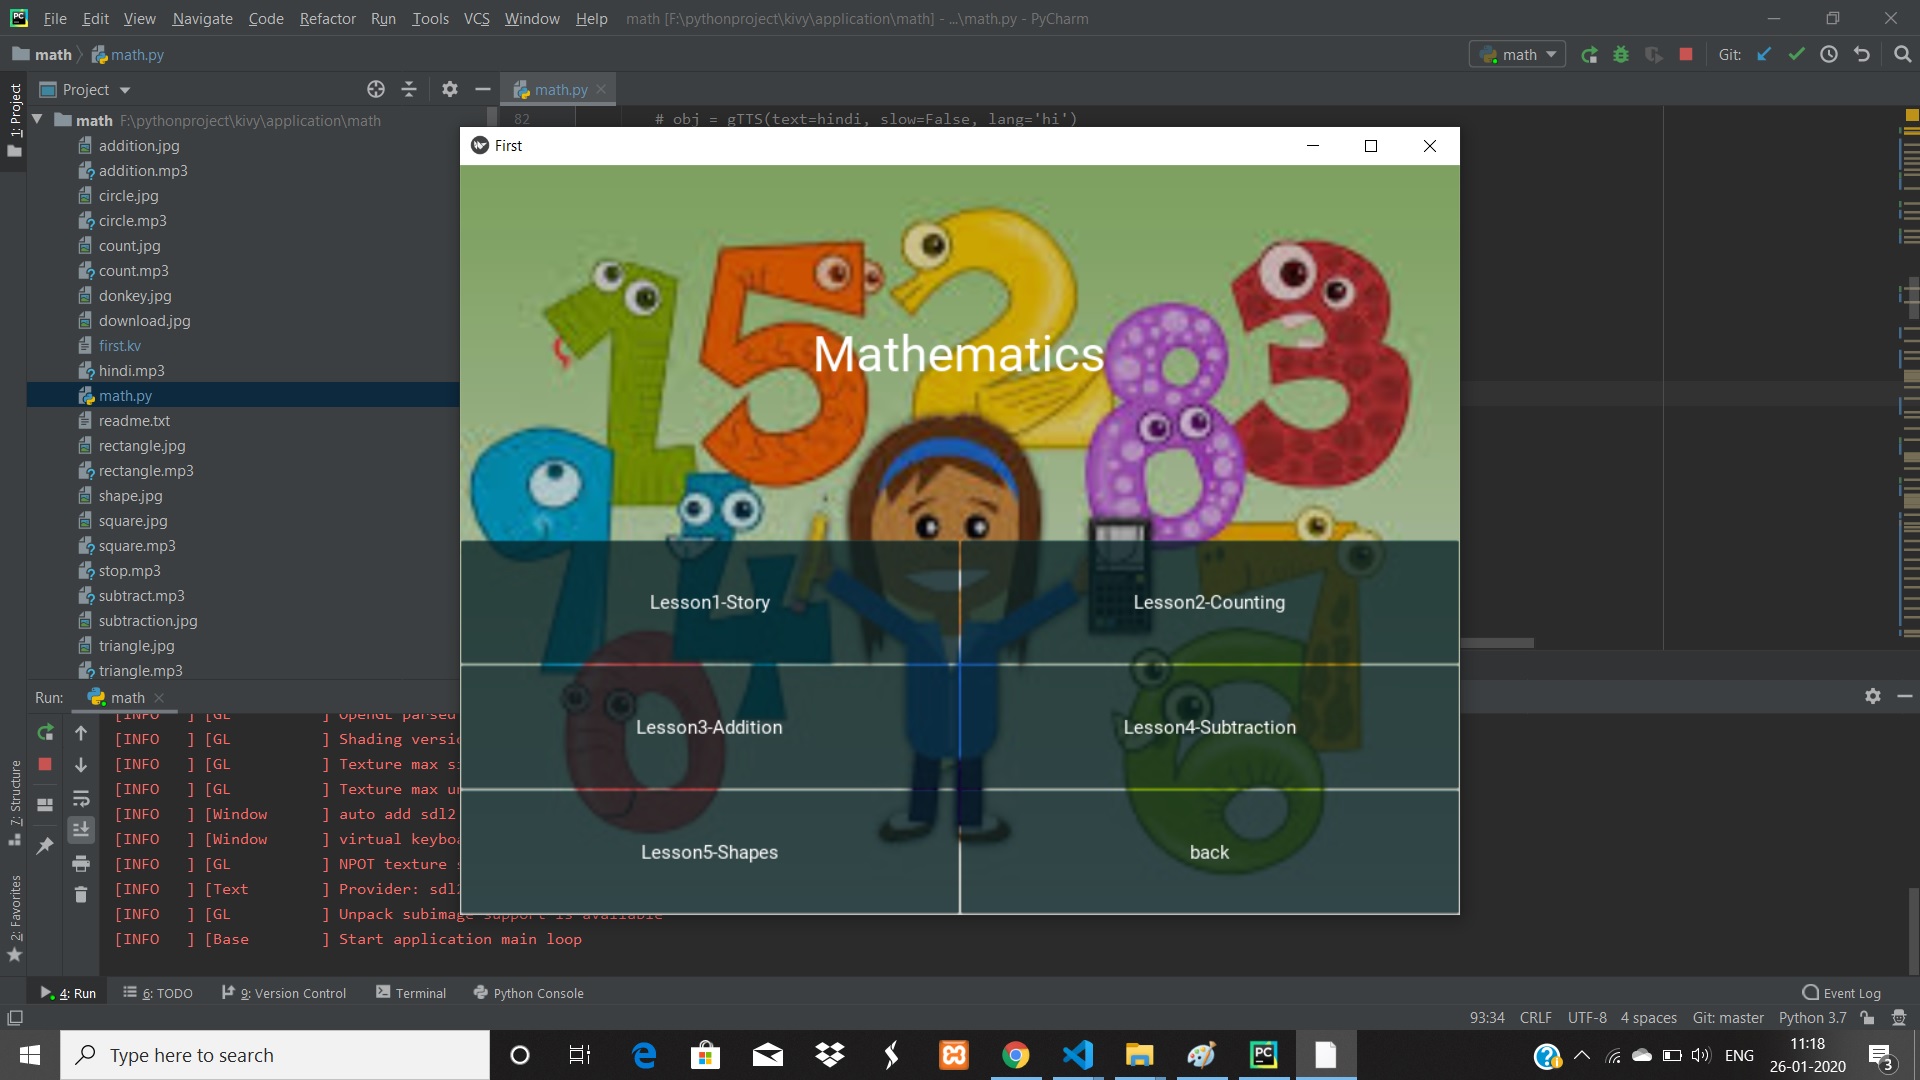 File Edit View Navigate Code Refactor Run Tools VCS Window Help math [F:\pythonproject\kivy\application\math] - ...\math.py - PyCharm
math math.py
math Git:
1: Project
Project
math.py
math F:\pythonproject\kivy\application\math
82 # obj = gTTS(text=hindi, slow=False, lang='hi')
addition.jpg
addition.mp3
circle.jpg
circle.mp3
count.jpg
count.mp3
donkey.jpg
download.jpg
first.kv
hindi.mp3
math.py
readme.txt
rectangle.jpg
rectangle.mp3
shape.jpg
square.jpg
square.mp3
stop.mp3
subtract.mp3
subtraction.jpg
triangle.jpg
triangle.mp3
First
Mathematics
Lesson1-Story Lesson2-Counting
Lesson3-Addition Lesson4-Subtraction
Lesson5-Shapes back
Run: math
[INFO ] [GL ] OpenGL parsed
[INFO ] [GL ] Shading versi
[INFO ] [GL ] Texture max s
[INFO ] [GL ] Texture max u
[INFO ] [Window ] auto add sdl2
[INFO ] [Window ] virtual keyboa
[INFO ] [GL ] NPOT texture
[INFO ] [Text ] Provider: sdl2
[INFO ] [GL ] Unpack subimage support is available
[INFO ] [Base ] Start application main loop
7: Structure
2: Favorites
4: Run 6: TODO 9: Version Control Terminal Python Console Event Log
93:34 CRLF UTF-8 4 spaces Git: master Python 3.7
Type here to search
ENG
11:18
26-01-2020
3